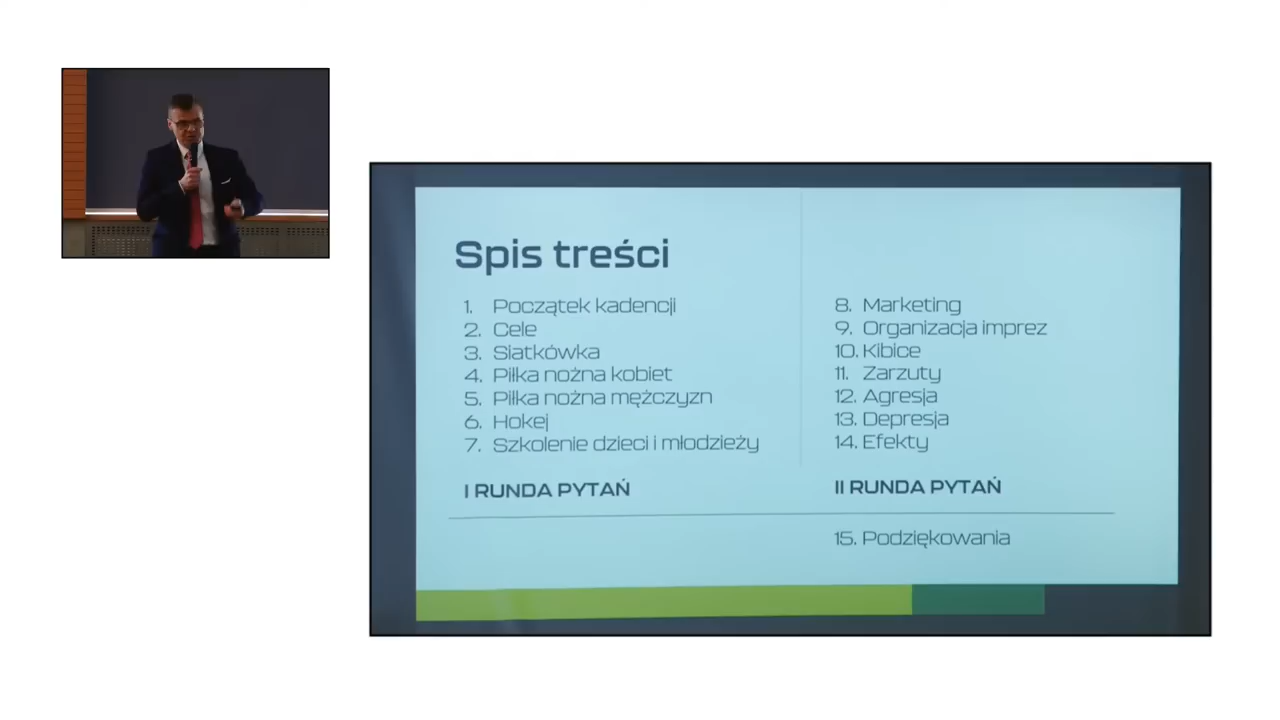 Spis treści
1. Początek kadencji
2. Cele
3. Siatkówka
4. Piłka nożna kobiet
5. Piłka nożna mężczyzn
6. Hokej
7. Szkolenie dzieci i młodzieży
I RUNDA PYTAŃ
8. Marketing
9. Organizacja imprez
10. Kibice
11. Zarzuty
12. Agresja
13. Depresja
14. Efekty
II RUNDA PYTAŃ
15. Podziękowania